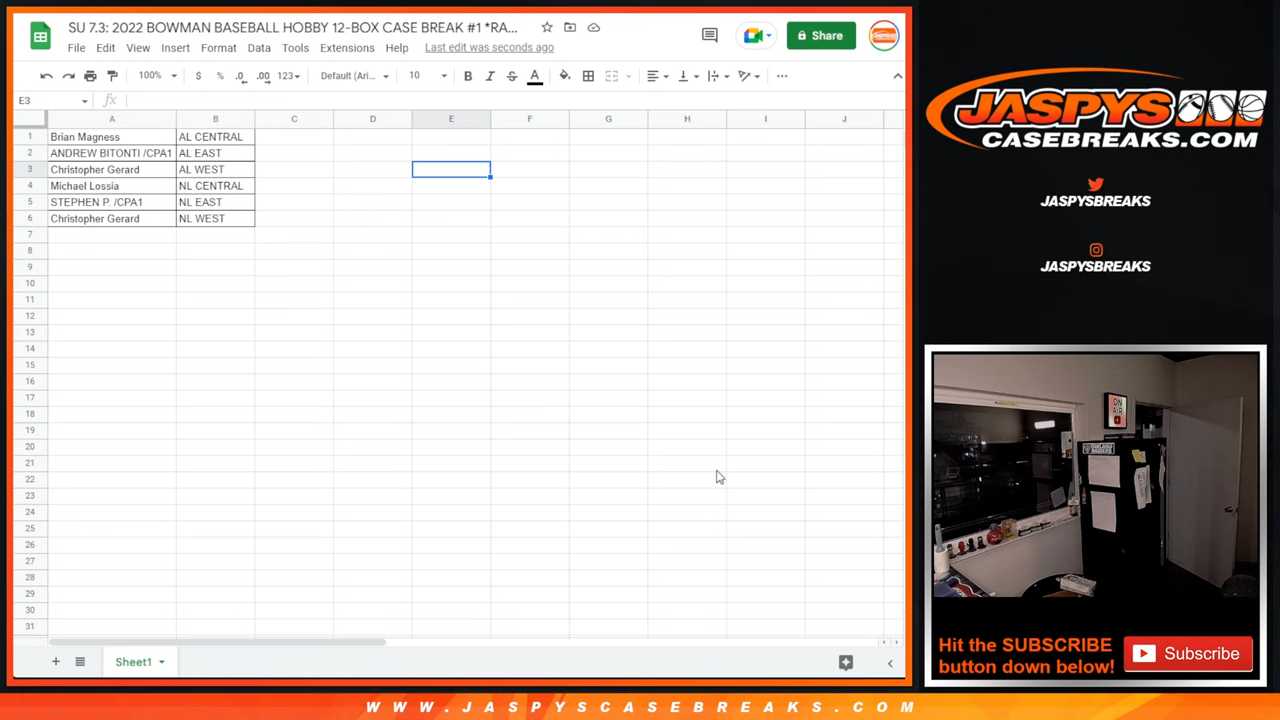 SU 7.3: 2022 BOWMAN BASEBALL HOBBY 12-BOX CASE BREAK #1 *RA...
File Edit View Insert Format Data Tools Extensions Help Last edit was seconds ago
Share
100% $ % .0 .00 123 Default (Ari... 10 B I S A
E3 fx
A B C D E F G H I J
1 Brian Magness AL CENTRAL
2 ANDREW BITONTI /CPA1 AL EAST
3 Christopher Gerard AL WEST
4 Michael Lossia NL CENTRAL
5 STEPHEN P. /CPA1 NL EAST
6 Christopher Gerard NL WEST
7
8
9
10
11
12
13
14
15
16
17
18
19
20
21
22
23
24
25
26
27
28
29
30
31
Sheet1
JASPYS
CASEBREAKS.COM
JASPYSBREAKS
JASPYSBREAKS
ON
AIR
Hit the SUBSCRIBE
button down below!
Subscribe
WWW.JASPYSCASEBREAKS.COM